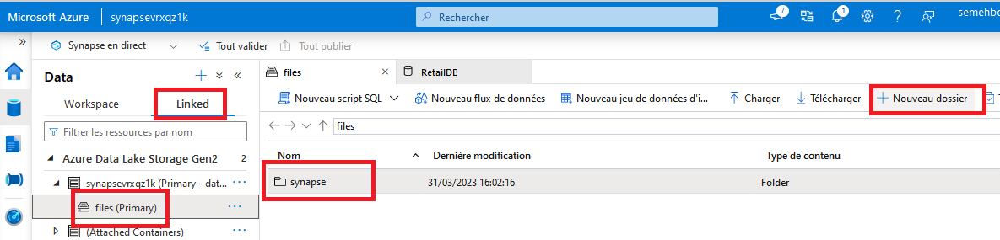 Microsoft Azure synapsevrxqz1k Rechercher 7 1 semehbe
» Synapse en direct Tout valider Tout publier
Data files RetailDB
Workspace Linked Nouveau script SQL Nouveau flux de données Nouveau jeu de données d'i... Charger Télécharger Nouveau dossier
Filtrer les ressources par nom files
Azure Data Lake Storage Gen2 2 Nom Dernière modification Type de contenu
synapsevrxqz1k (Primary - dat... synapse 31/03/2023 16:02:16 Folder
files (Primary)
(Attached Containers)